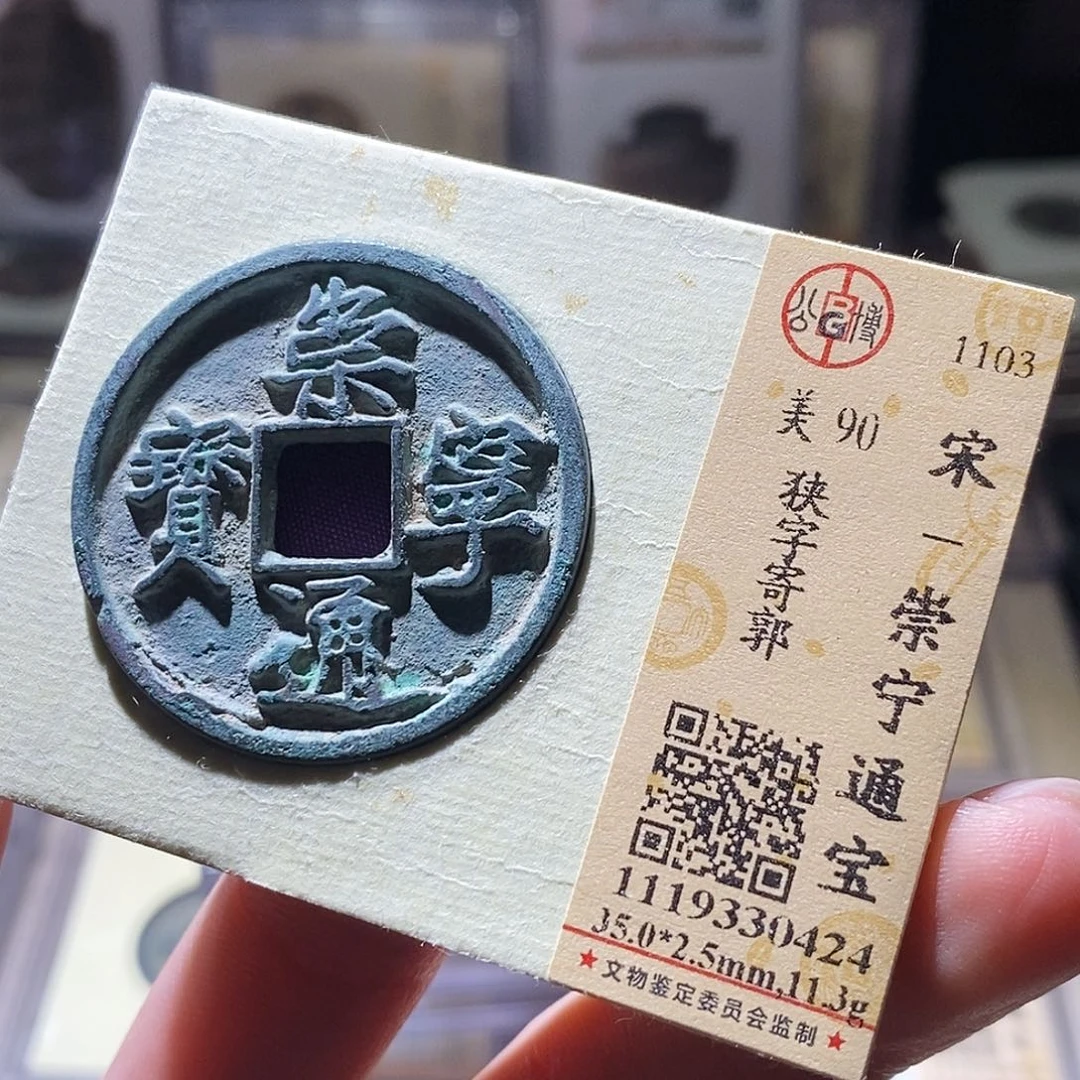 崇寧通寶
公博
1103
宋一崇宁通宝
美 90
狭字寄郭
1119330424
35.0*2.5mm,11.3g
★文物鉴定委员会监制★